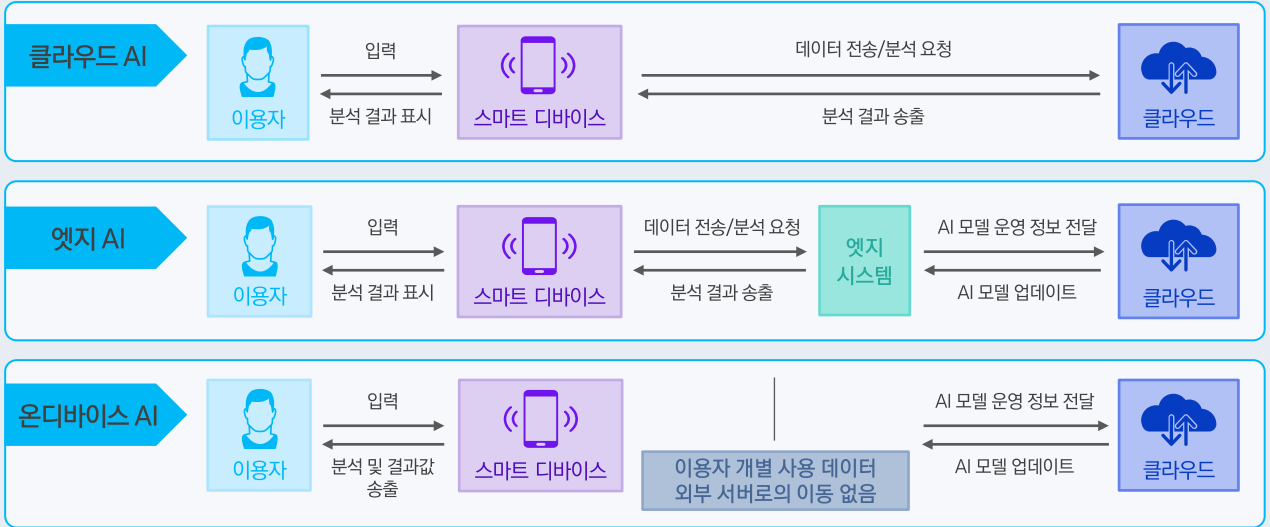 클라우드 AI
이용자
입력
분석 결과 표시
스마트 디바이스
데이터 전송/분석 요청
분석 결과 송출
클라우드
엣지 AI
이용자
입력
분석 결과 표시
스마트 디바이스
데이터 전송/분석 요청
분석 결과 송출
엣지
시스템
AI 모델 운영 정보 전달
AI 모델 업데이트
클라우드
온디바이스 AI
이용자
입력
분석 및 결과값
송출
스마트 디바이스
이용자 개별 사용 데이터
외부 서버로의 이동 없음
AI 모델 운영 정보 전달
AI 모델 업데이트
클라우드